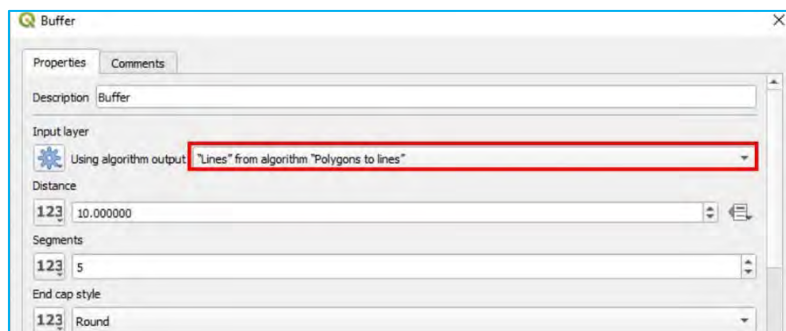 Buffer
Properties Comments
Description Buffer
Input layer
Using algorithm output "Lines" from algorithm "Polygons to lines"
Distance
123 10.000000
Segments
123 5
End cap style
123 Round